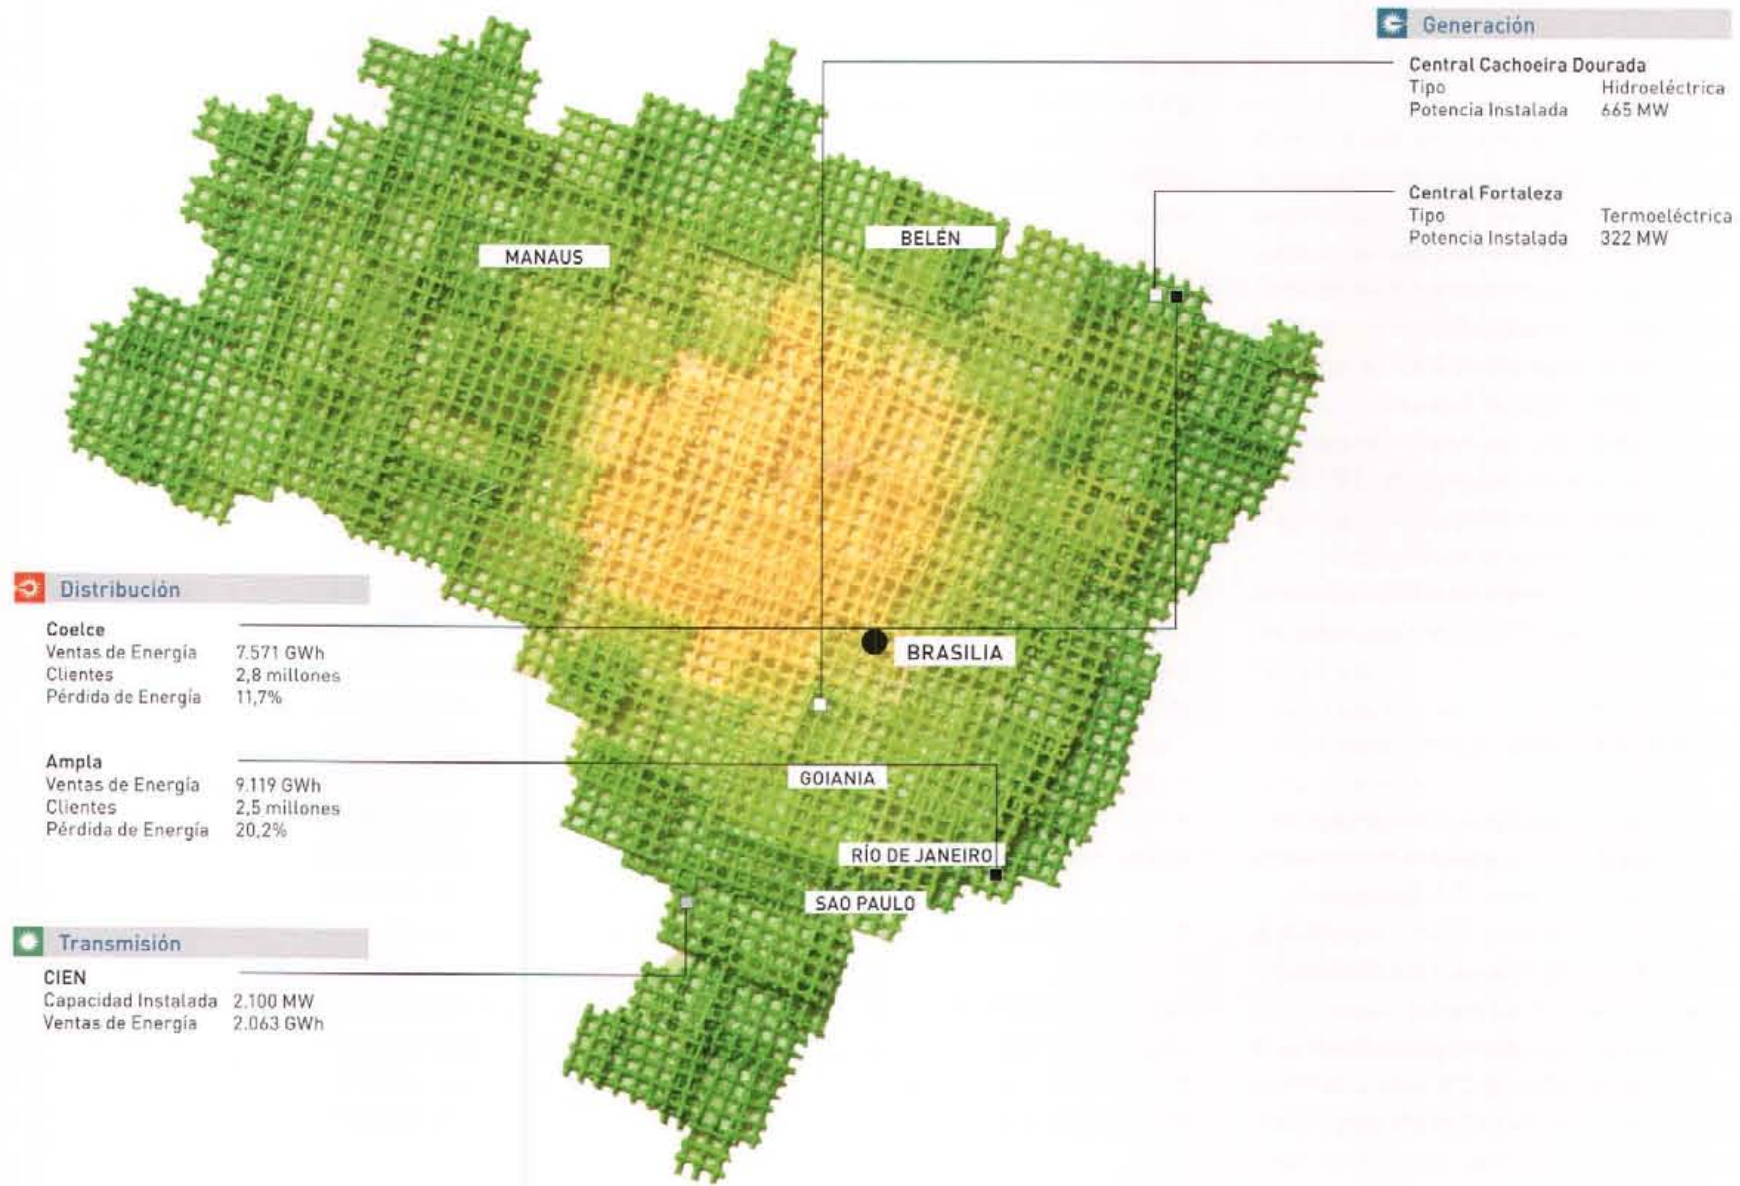 Generación
Central Cachoeira Dourada
Tipo Hidroeléctrica
Potencia Instalada 665 MW
Central Fortaleza
Tipo Termoeléctrica
Potencia Instalada 322 MW
MANAUS
BELÉN
BRASILIA
GOIANIA
RÍO DE JANEIRO
SAO PAULO
Distribución
Coelce
Ventas de Energía 7.571 GWh
Clientes 2,8 millones
Pérdida de Energía 11,7%
Ampla
Ventas de Energía 9.119 GWh
Clientes 2,5 millones
Pérdida de Energía 20,2%
Transmisión
CIEN
Capacidad Instalada 2.100 MW
Ventas de Energía 2.063 GWh